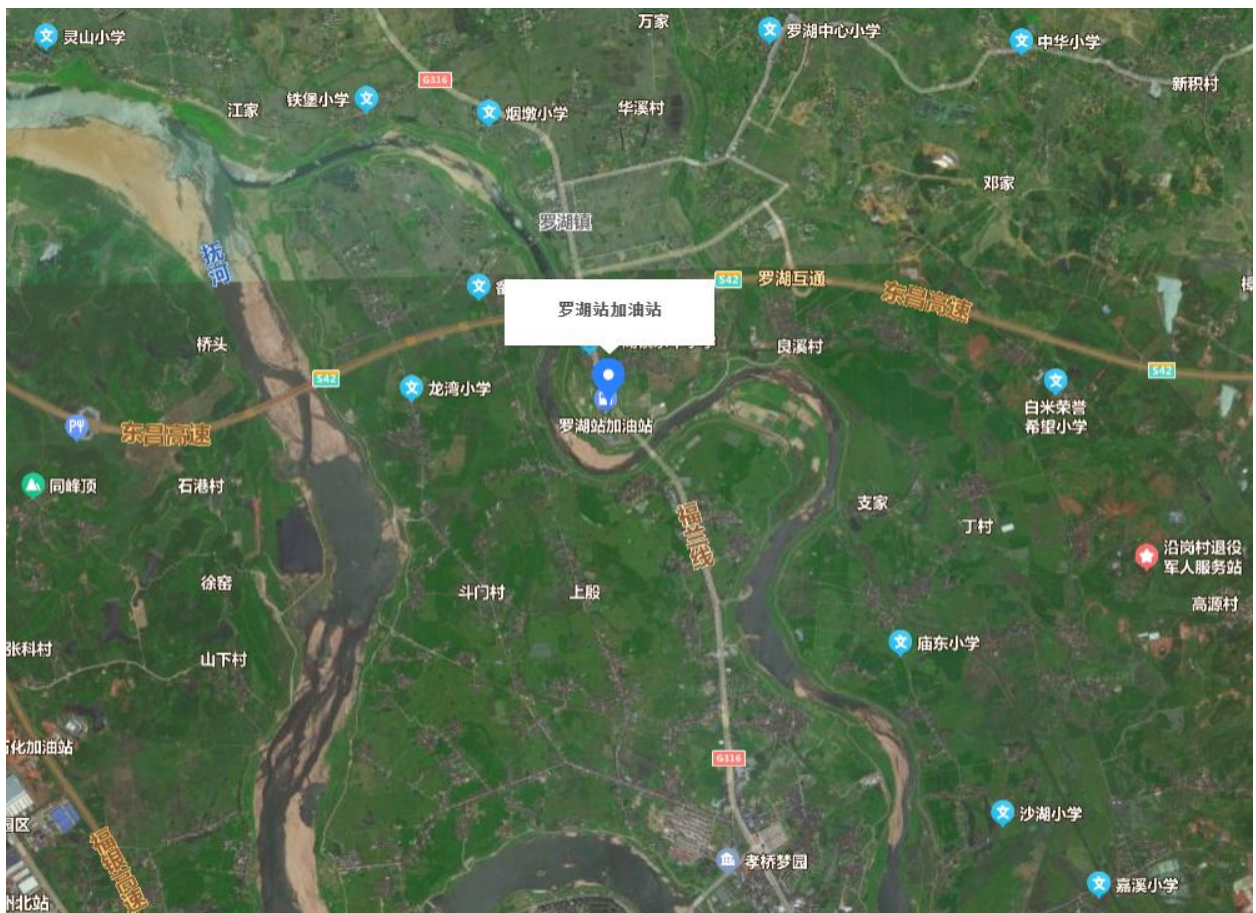 万家
罗湖中心小学
灵山小学
中华小学
G316
新积村
铁堡小学
江家
烟墩小学
华溪村
邓家
罗湖镇
抚河
S42
罗湖互通
东昌高速
罗湖站加油站
桥头
良溪村
S42
S42
龙湾小学
白米荣誉
希望小学
罗湖站加油站
东昌高速
同峰顶
石港村
支家
福兰线
丁村
沿岗村退役
军人服务站
徐窑
斗门村
上殷
高源村
庙东小学
张科村
山下村
石化加油站
G316
沙湖小学
园区
福银高速
孝桥梦园
嘉溪小学
州北站